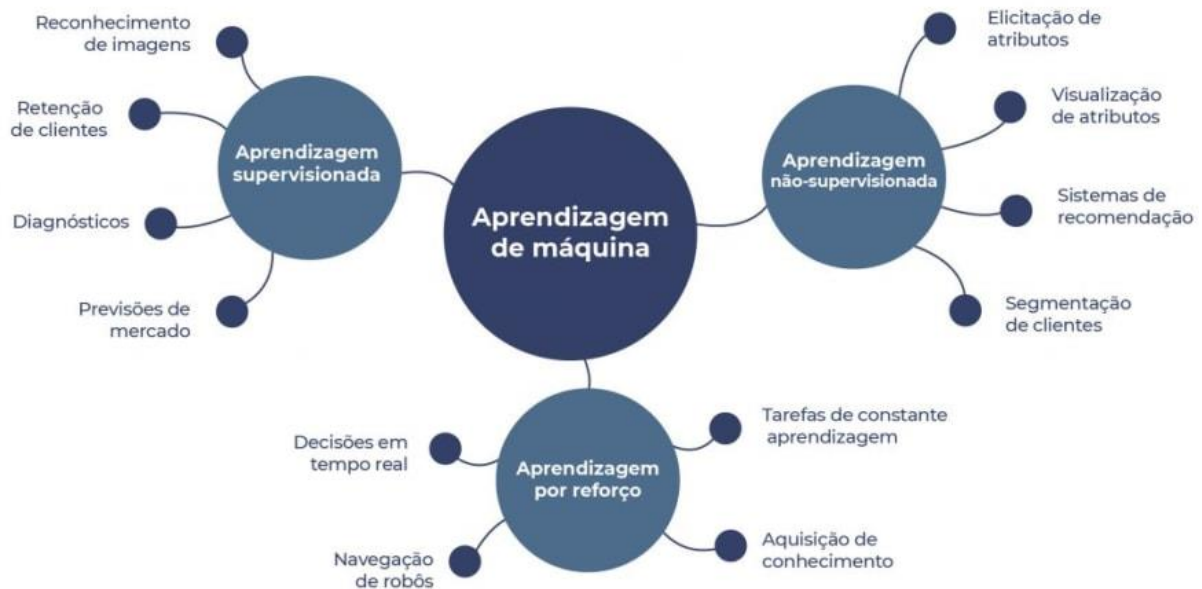 Reconhecimento
de imagens
Retenção
de clientes
Diagnósticos
Previsões de
mercado
Aprendizagem
supervisionada
Aprendizagem
de máquina
Aprendizagem
não-supervisionada
Elicitação de
atributos
Visualização
de atributos
Sistemas de
recomendação
Segmentação
de clientes
Decisões em
tempo real
Navegação
de robôs
Aprendizagem
por reforço
Tarefas de constante
aprendizagem
Aquisição de
conhecimento